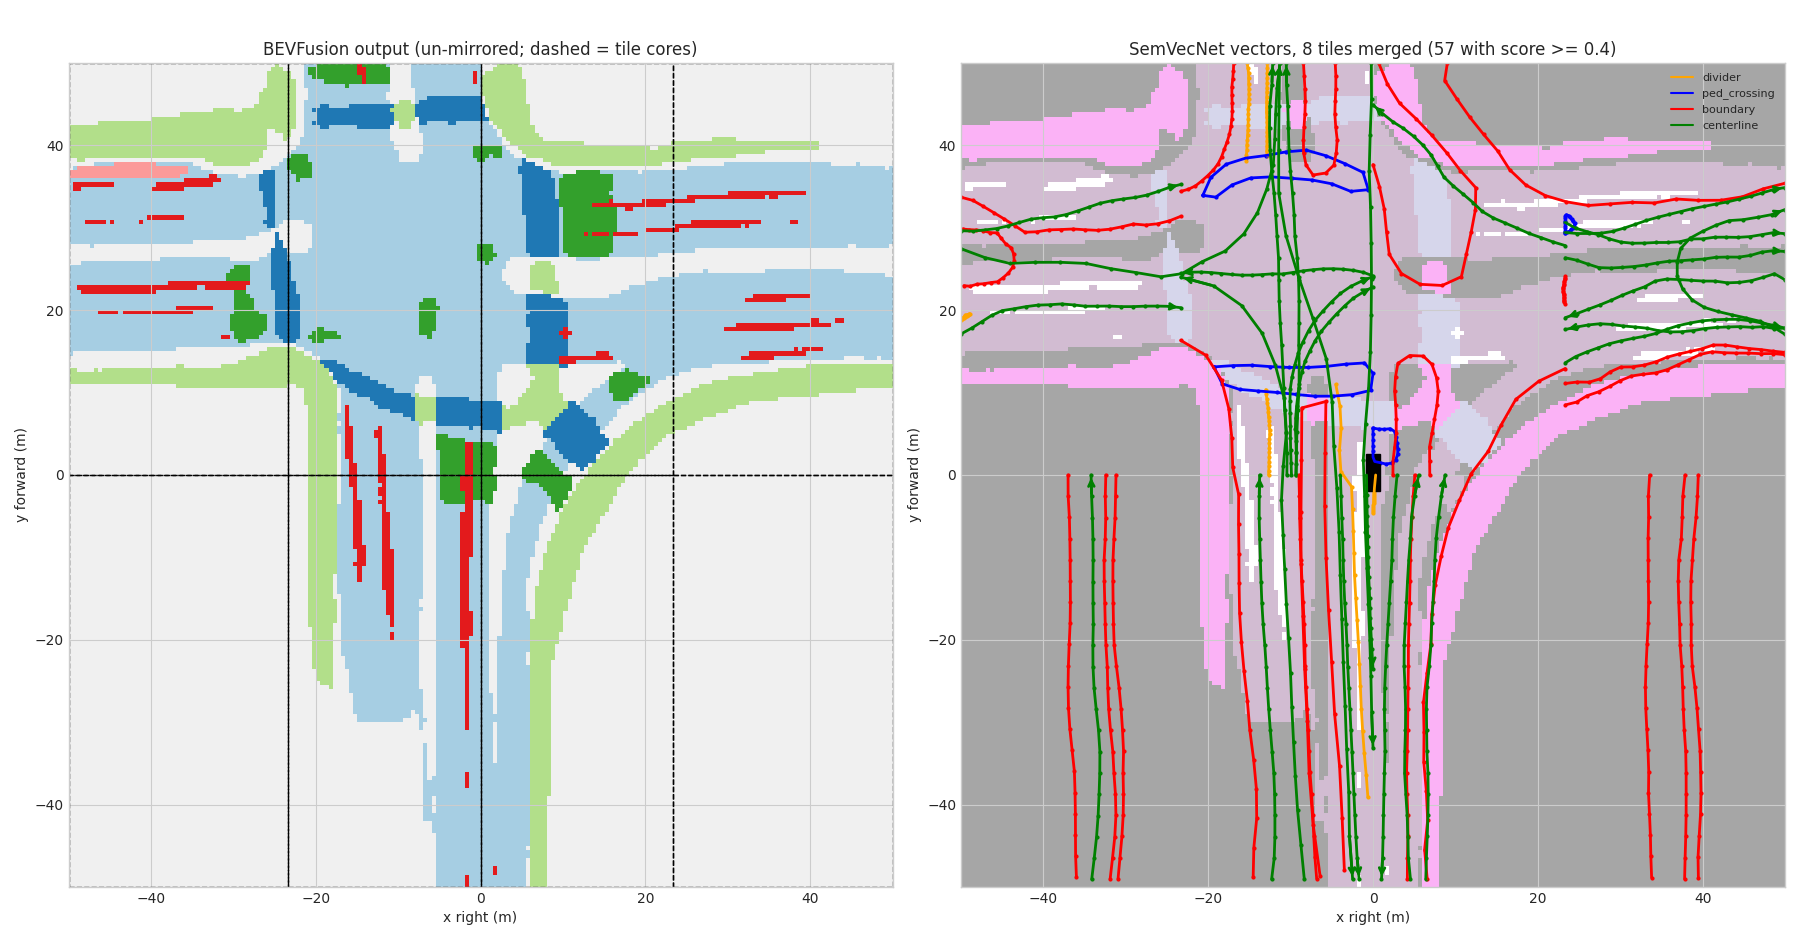 BEVFusion output (un-mirrored; dashed = tile cores)
y forward (m)
40
20
0
−20
−40
−40
−20
0
20
40
x right (m)
SemVecNet vectors, 8 tiles merged (57 with score >= 0.4)
divider
ped_crossing
boundary
centerline
y forward (m)
40
20
0
−20
−40
−40
−20
0
20
40
x right (m)